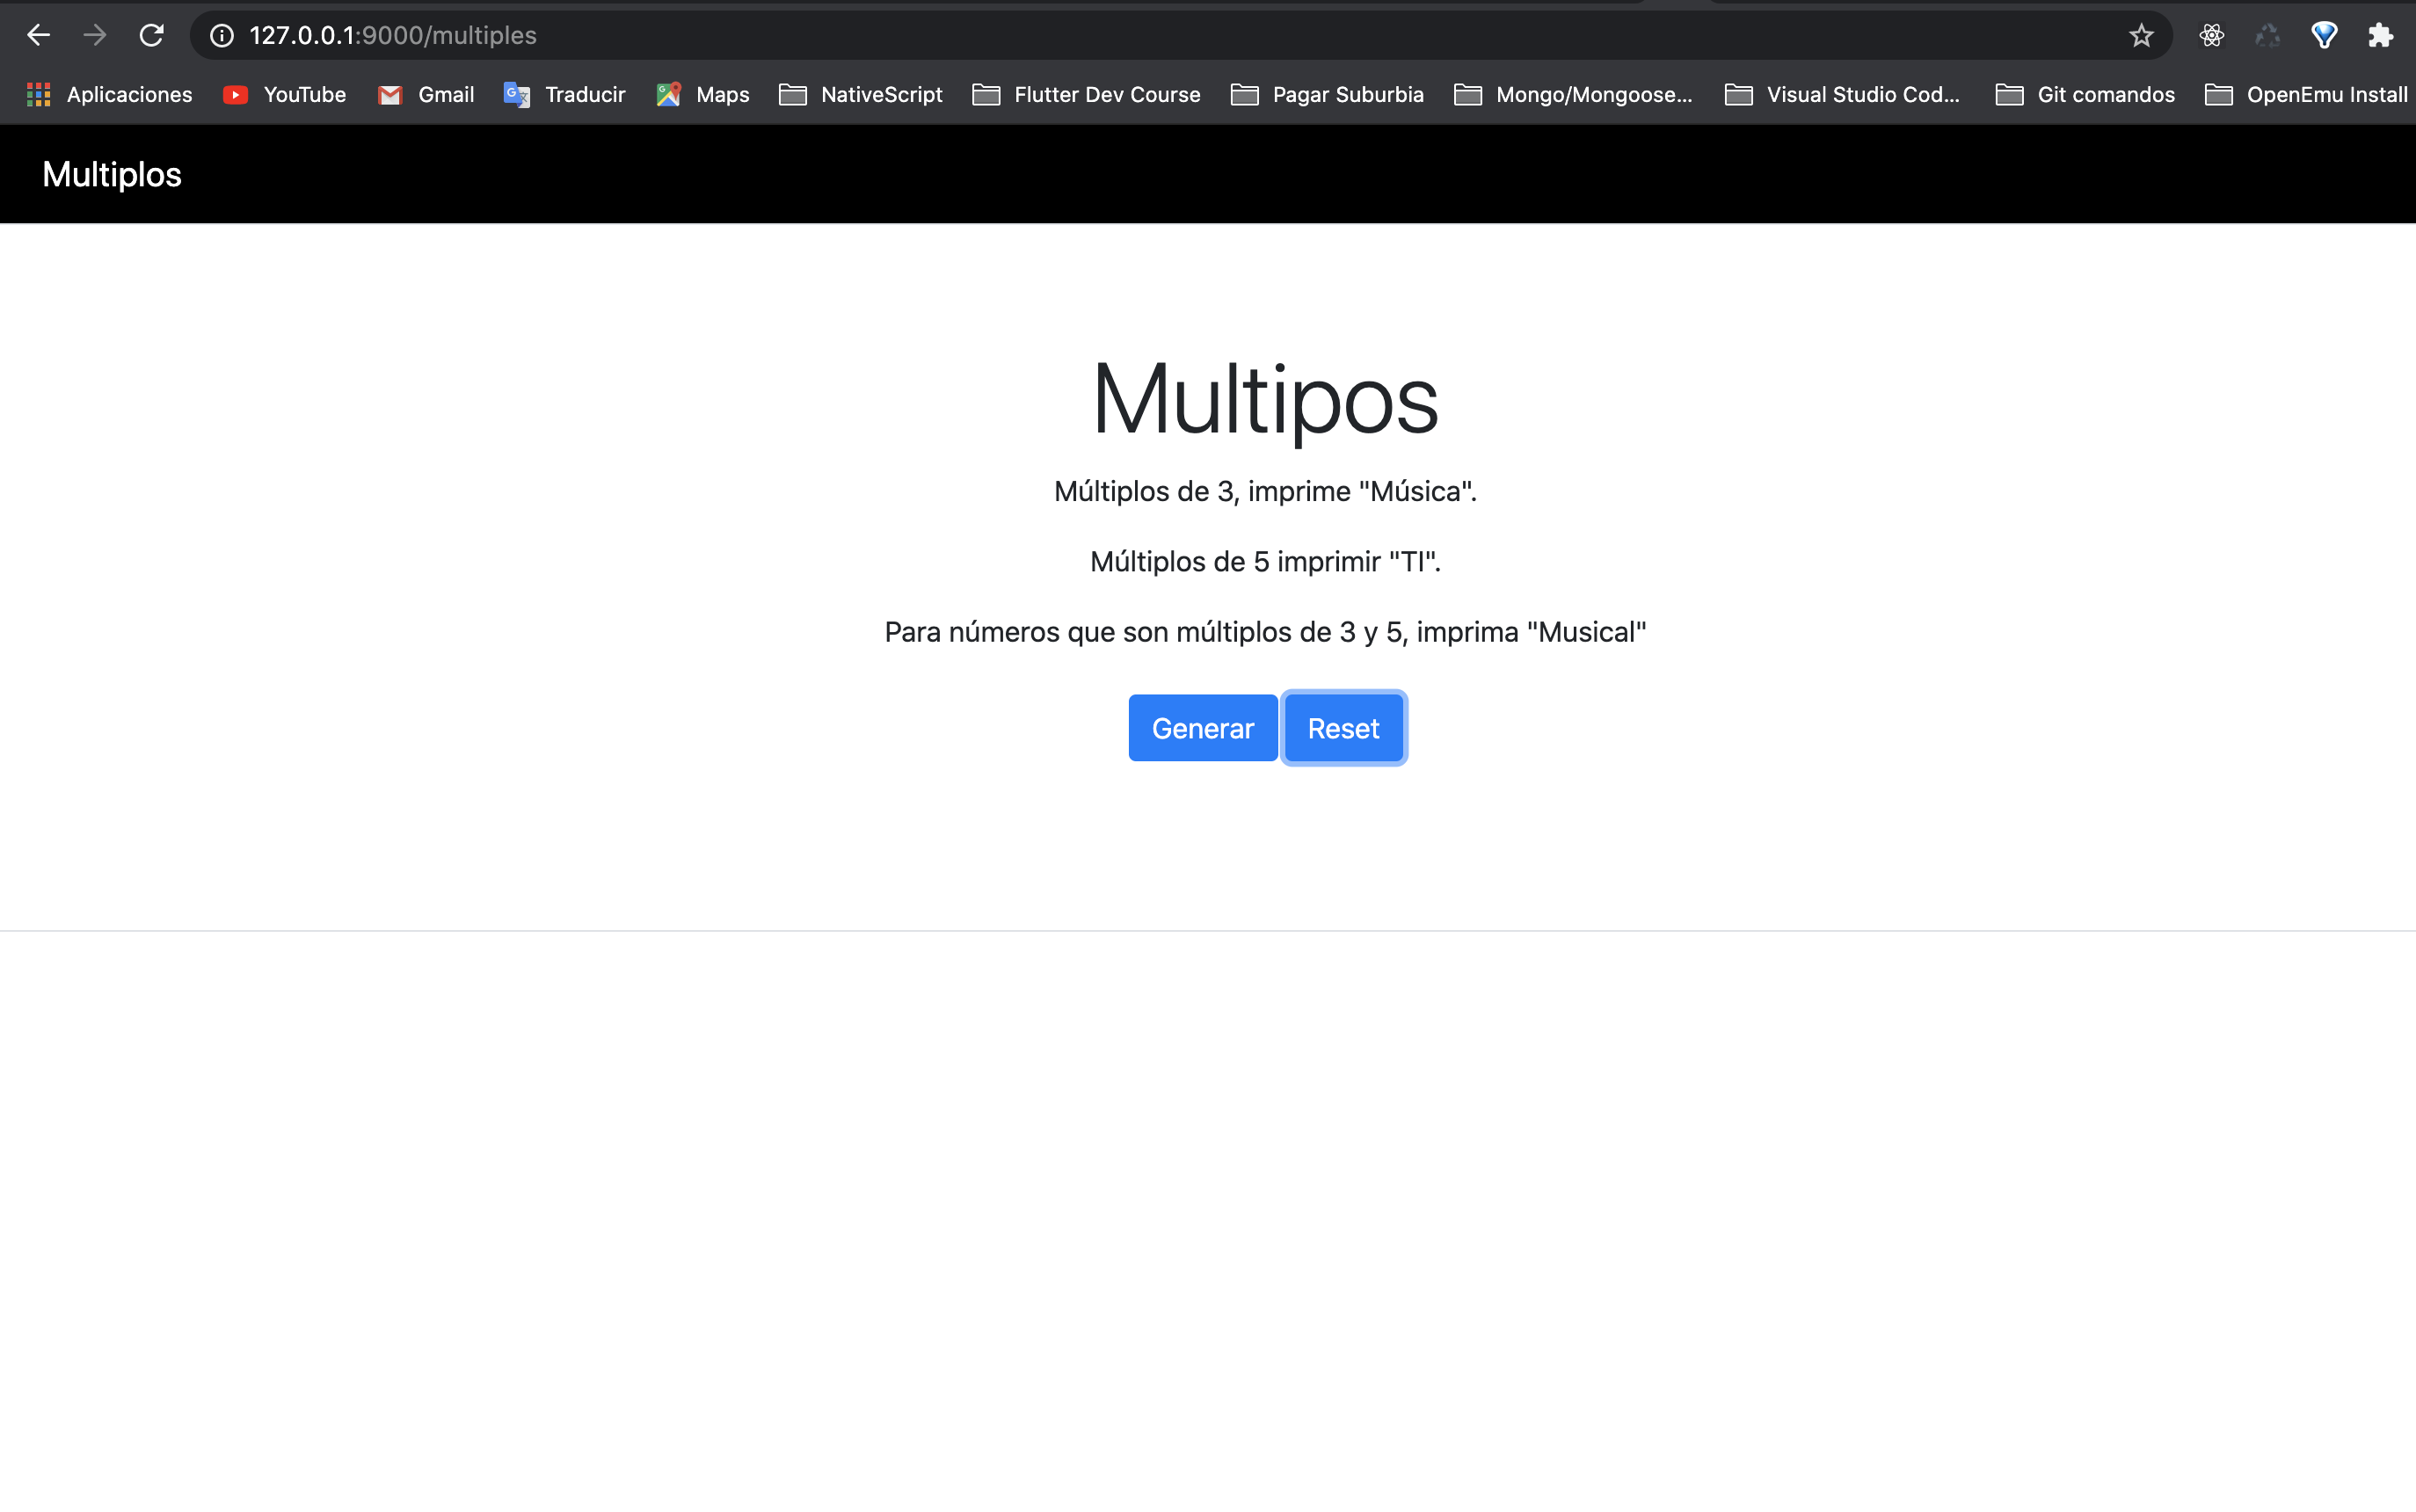 127.0.0.1:9000/multiples
Aplicaciones YouTube Gmail Traducir Maps NativeScript Flutter Dev Course Pagar Suburbia Mongo/Mongoose... Visual Studio Cod... Git comandos OpenEmu Install
Multiplos
Multipos
Múltiplos de 3, imprime "Música".
Múltiplos de 5 imprimir "TI".
Para números que son múltiplos de 3 y 5, imprima "Musical"
Generar Reset